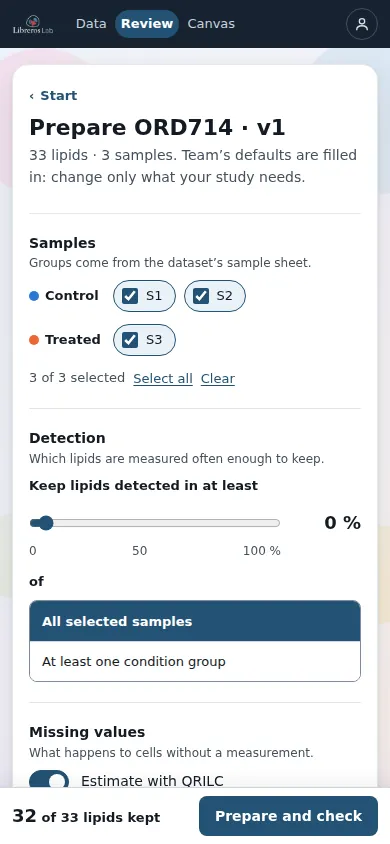 Libreros Lab
Data Review Canvas
‹ Start
Prepare ORD714 · v1
33 lipids · 3 samples. Team’s defaults are filled
in: change only what your study needs.
Samples
Groups come from the dataset’s sample sheet.
Control S1 S2
Treated S3
3 of 3 selected Select all Clear
Detection
Which lipids are measured often enough to keep.
Keep lipids detected in at least
0 %
0 50 100 %
of
All selected samples
At least one condition group
Missing values
What happens to cells without a measurement.
Estimate with QRILC
32 of 33 lipids kept Prepare and check